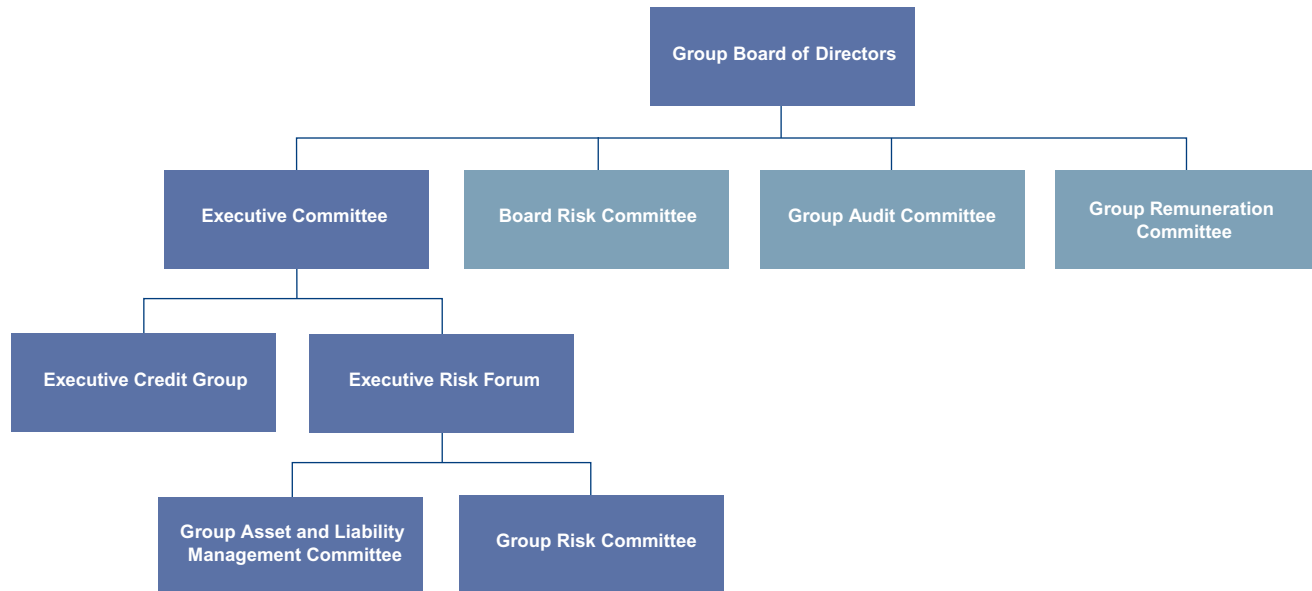 Group Board of Directors
Executive Committee
Board Risk Committee
Group Audit Committee
Group Remuneration
Committee
Executive Credit Group
Executive Risk Forum
Group Asset and Liability
Management Committee
Group Risk Committee